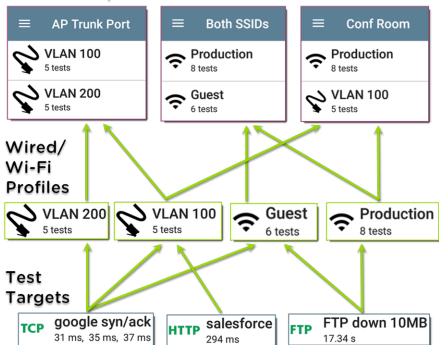 AP Trunk Port
VLAN 100
5 tests
VLAN 200
5 tests
Both SSIDs
Production
8 tests
Guest
6 tests
Conf Room
Production
8 tests
VLAN 100
5 tests
Wired/
Wi-Fi
Profiles
VLAN 200
5 tests
VLAN 100
5 tests
Guest
6 tests
Production
8 tests
Test
Targets
TCP google syn/ack
31 ms, 35 ms, 37 ms
HTTP salesforce
294 ms
FTP FTP down 10MB
17.34 s